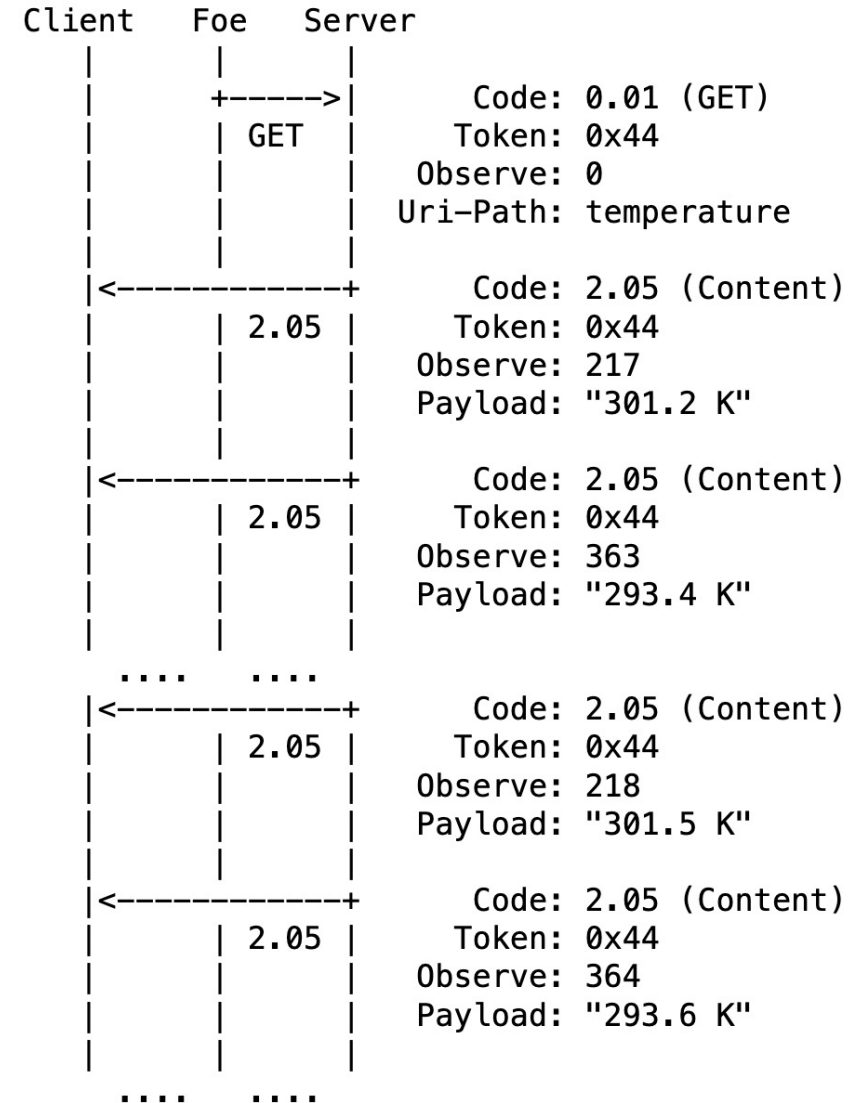 Client   Foe   Server
   |      |      |
   |      +----->|      Code: 0.01 (GET)
   |      | GET  |     Token: 0x44
   |      |      |   Observe: 0
   |      |      |  Uri-Path: temperature
   |      |      |
   |<------------+      Code: 2.05 (Content)
   |      | 2.05 |     Token: 0x44
   |      |      |   Observe: 217
   |      |      |   Payload: "301.2 K"
   |      |      |
   |<------------+      Code: 2.05 (Content)
   |      | 2.05 |     Token: 0x44
   |      |      |   Observe: 363
   |      |      |   Payload: "293.4 K"
   |      |      |
     ....   ....
   |<------------+      Code: 2.05 (Content)
   |      | 2.05 |     Token: 0x44
   |      |      |   Observe: 218
   |      |      |   Payload: "301.5 K"
   |      |      |
   |<------------+      Code: 2.05 (Content)
   |      | 2.05 |     Token: 0x44
   |      |      |   Observe: 364
   |      |      |   Payload: "293.6 K"
   |      |      |
     ....   ....